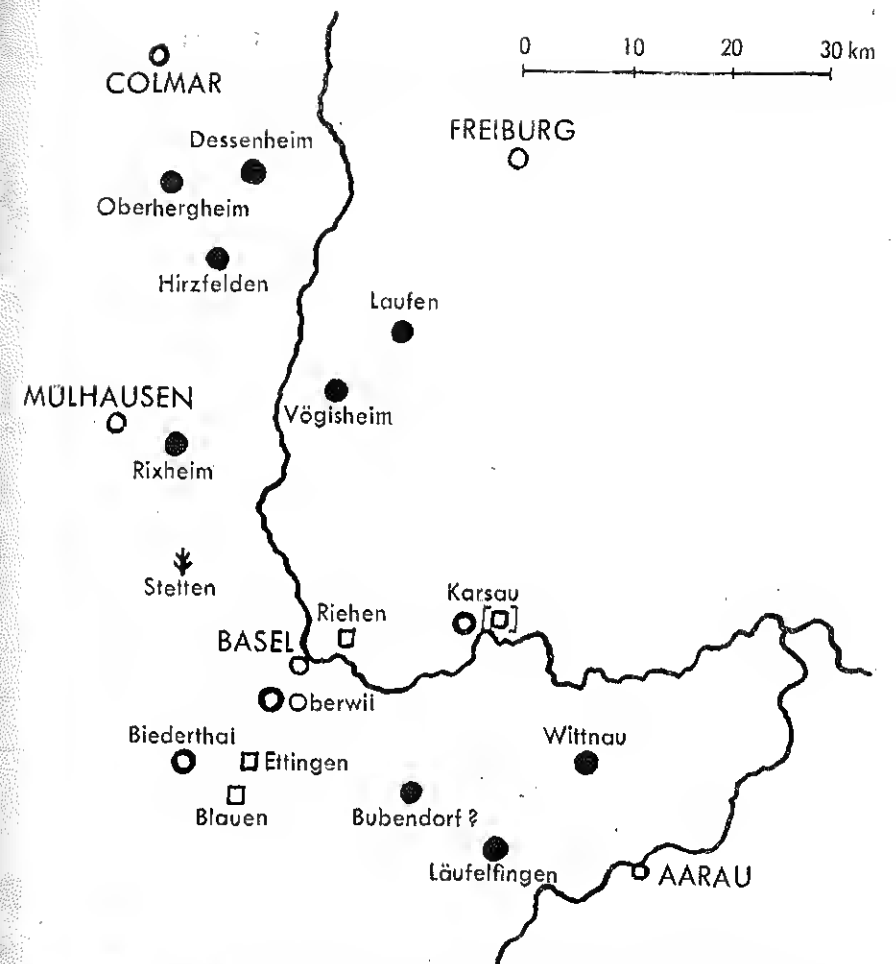 COLMAR
0 10 20 30 km
FREIBURG
Dessenheim
Oberhergheim
Hirzfelden
Laufen
MÜLHAUSEN
Vögisheim
Rixheim
Stetten
Karsau
Riehen
[ ]
BASEL
Oberwil
Biederthal
Ettingen
Wittnau
Blauen
Bubendorf ?
Läufelfingen
AARAU